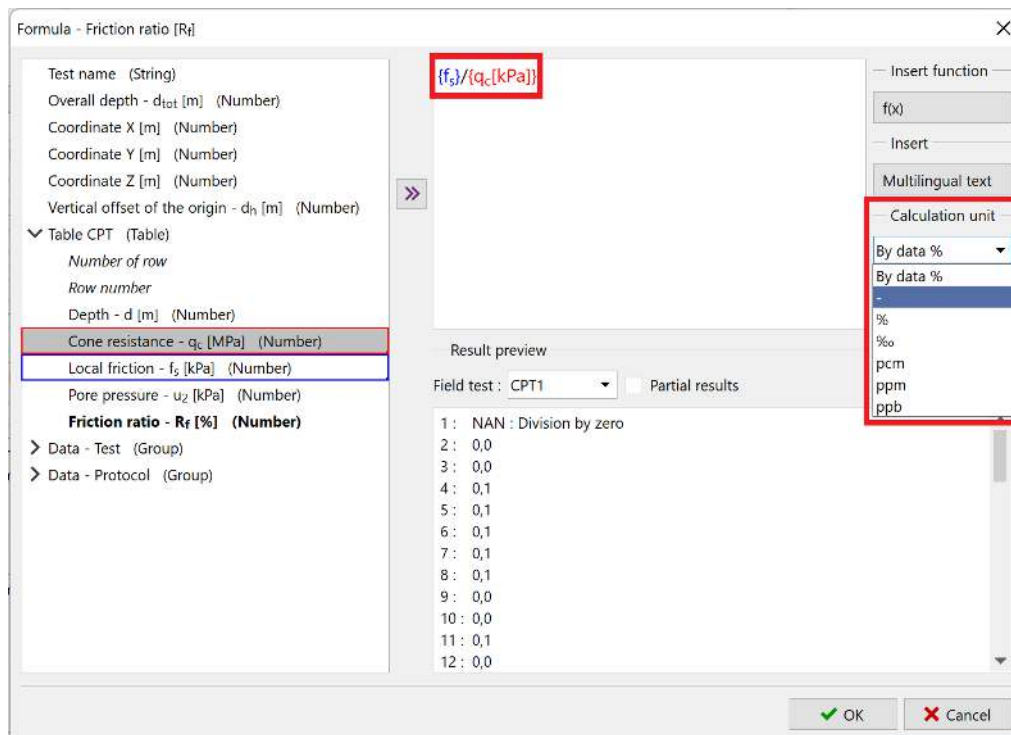 Formula - Friction ratio [Rf]
Test name (String)
Overall depth - dtot [m] (Number)
Coordinate X [m] (Number)
Coordinate Y [m] (Number)
Coordinate Z [m] (Number)
Vertical offset of the origin - dh [m] (Number)
Table CPT (Table)
Number of row
Row number
Depth - d [m] (Number)
Cone resistance - qc [MPa] (Number)
Local friction - fs [kPa] (Number)
Pore pressure - u2 [kPa] (Number)
Friction ratio - Rf [%] (Number)
Data - Test (Group)
Data - Protocol (Group)
{fs}/{qc[kPa]}
Insert function
f(x)
Insert
Multilingual text
Calculation unit
By data %
By data %
-
%
‰
pcm
ppm
ppb
Result preview
Field test : CPT1 Partial results
1 : NAN : Division by zero
2 : 0,0
3 : 0,0
4 : 0,1
5 : 0,1
6 : 0,1
7 : 0,1
8 : 0,1
9 : 0,0
10 : 0,0
11 : 0,1
12 : 0,0
OK Cancel